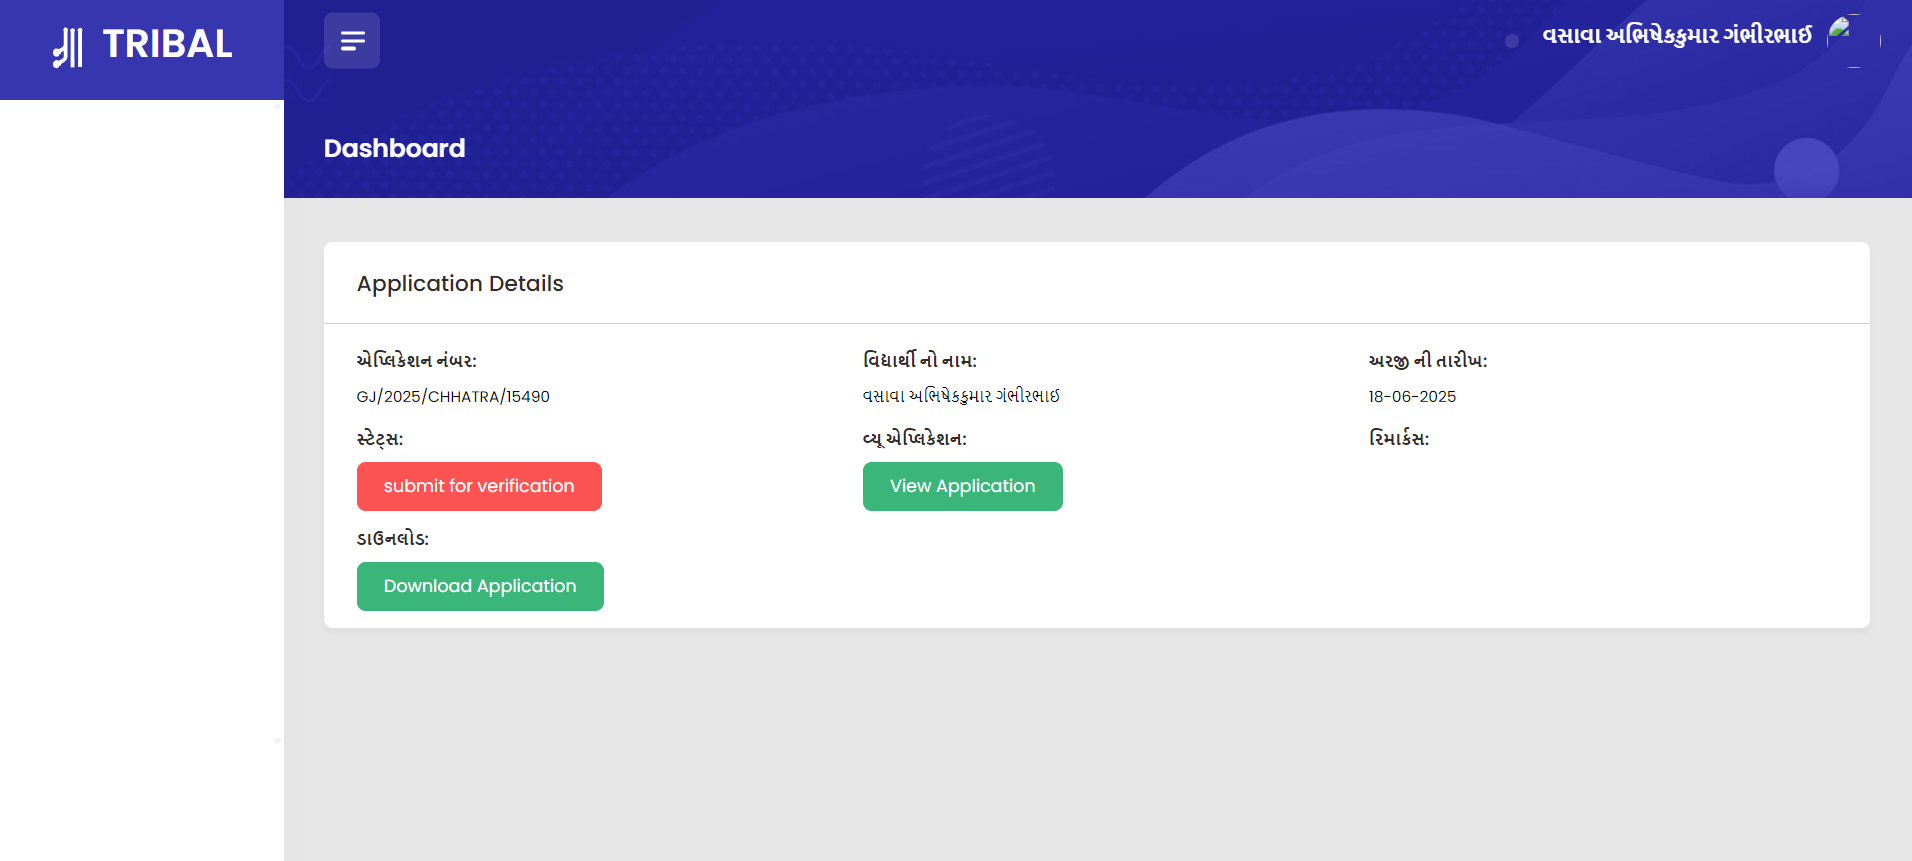 TRIBAL
વસાવા અભિષેકકુમાર ગંભીરભાઈ
Dashboard
Application Details
એપ્લિકેશન નંબર:
GJ/2025/CHHATRA/15490
વિદ્યાર્થી નો નામ:
વસાવા અભિષેકકુમાર ગંભીરભાઈ
અરજી ની તારીખ:
18-06-2025
સ્ટેટ્સ:
submit for verification
વ્યૂ એપ્લિકેશન:
View Application
રિમાર્કસ:
ડાઉનલોડ:
Download Application